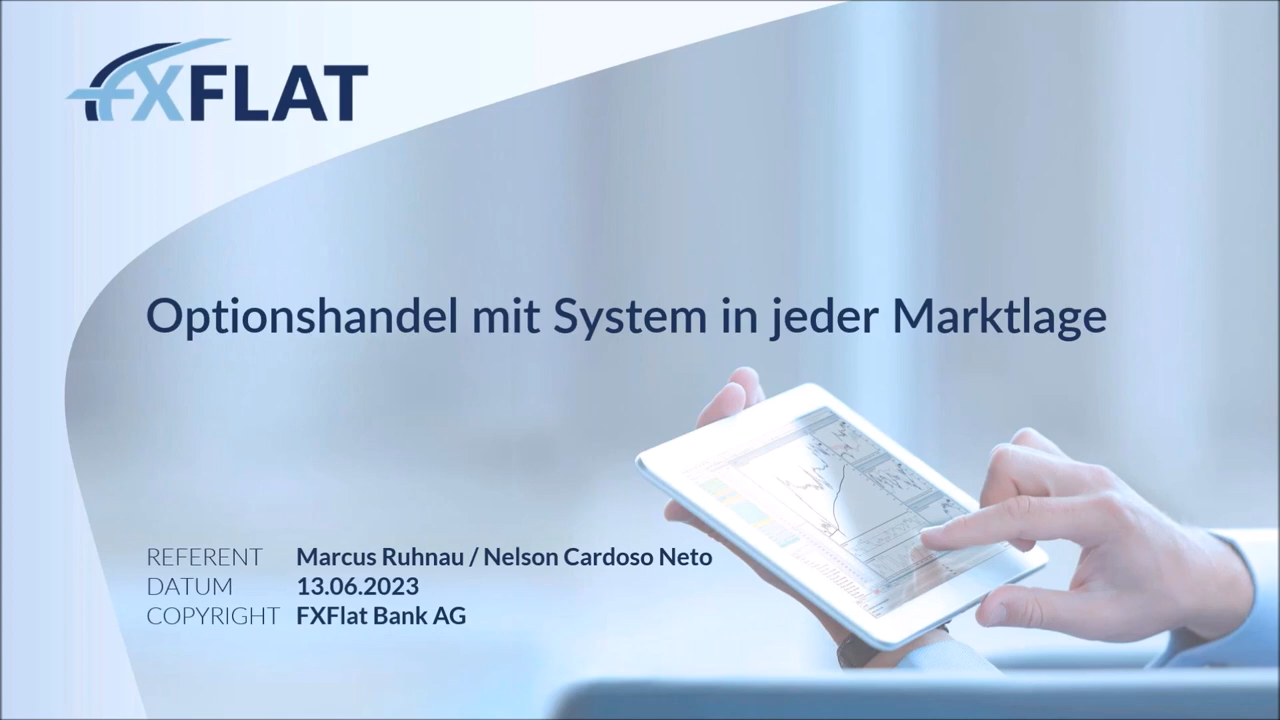 FXFLAT
Optionshandel mit System in jeder Marktlage
REFERENT Marcus Ruhnau / Nelson Cardoso Neto
DATUM 13.06.2023
COPYRIGHT FXFlat Bank AG